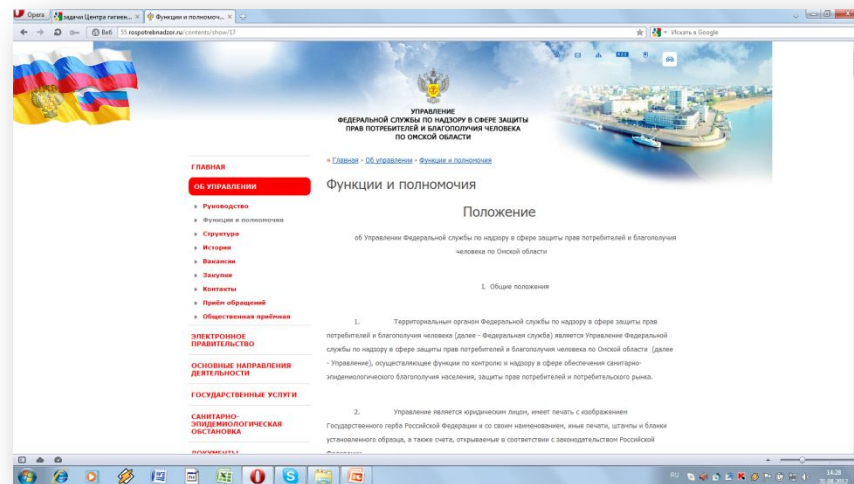 Opera
задачи Центра гигиен...
Функции и полномоч...
Веб
55.rospotrebnadzor.ru/contents/show/17
Искать в Google
УПРАВЛЕНИЕ
ФЕДЕРАЛЬНОЙ СЛУЖБЫ ПО НАДЗОРУ В СФЕРЕ ЗАЩИТЫ
ПРАВ ПОТРЕБИТЕЛЕЙ И БЛАГОПОЛУЧИЯ ЧЕЛОВЕКА
ПО ОМСКОЙ ОБЛАСТИ
Главная › Об управлении › Функции и полномочия
ГЛАВНАЯ
ОБ УПРАВЛЕНИИ
Руководство
Функции и полномочия
Структура
История
Вакансии
Закупки
Контакты
Приём обращений
Общественная приёмная
ЭЛЕКТРОННОЕ
ПРАВИТЕЛЬСТВО
ОСНОВНЫЕ НАПРАВЛЕНИЯ
ДЕЯТЕЛЬНОСТИ
ГОСУДАРСТВЕННЫЕ УСЛУГИ
САНИТАРНО-
ЭПИДЕМИОЛОГИЧЕСКАЯ
ОБСТАНОВКА
ДОКУМЕНТЫ
Функции и полномочия
Положение
об Управлении Федеральной службы по надзору в сфере защиты прав потребителей и благополучия
человека по Омской области
I. Общие положения
1. Территориальным органом Федеральной службы по надзору в сфере защиты прав
потребителей и благополучия человека (далее - Федеральная служба) является Управление Федеральной
службы по надзору в сфере защиты прав потребителей и благополучия человека по Омской области (далее
- Управление), осуществляющее функции по контролю и надзору в сфере обеспечения санитарно-
эпидемиологического благополучия населения, защиты прав потребителей и потребительского рынка.
2. Управление является юридическим лицом, имеет печать с изображением
Государственного герба Российской Федерации и со своим наименованием, иные печати, штампы и бланки
установленного образца, а также счета, открываемые в соответствии с законодательством Российской
Федерации.
RU
14:28
31.08.2012